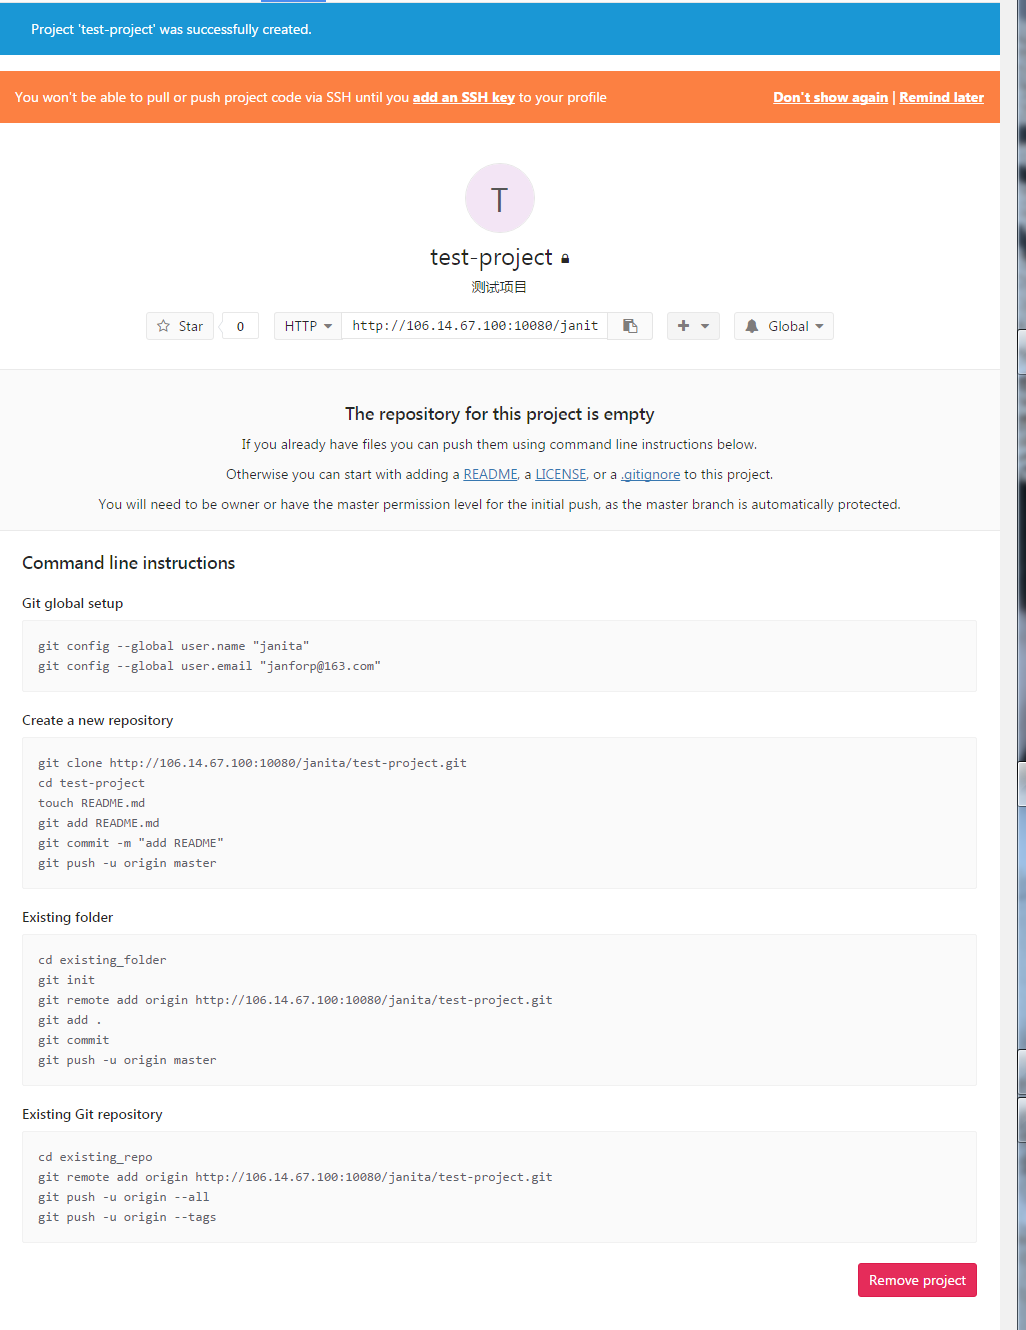 Project 'test-project' was successfully created.
You won't be able to pull or push project code via SSH until you add an SSH key to your profile Don't show again | Remind later
T
test-project
测试项目
Star 0 HTTP http://106.14.67.100:10080/janit + Global
The repository for this project is empty
If you already have files you can push them using command line instructions below.
Otherwise you can start with adding a README, a LICENSE, or a .gitignore to this project.
You will need to be owner or have the master permission level for the initial push, as the master branch is automatically protected.
Command line instructions
Git global setup
git config --global user.name "janita"
git config --global user.email "janforp@163.com"
Create a new repository
git clone http://106.14.67.100:10080/janita/test-project.git
cd test-project
touch README.md
git add README.md
git commit -m "add README"
git push -u origin master
Existing folder
cd existing_folder
git init
git remote add origin http://106.14.67.100:10080/janita/test-project.git
git add .
git commit
git push -u origin master
Existing Git repository
cd existing_repo
git remote add origin http://106.14.67.100:10080/janita/test-project.git
git push -u origin --all
git push -u origin --tags
Remove project